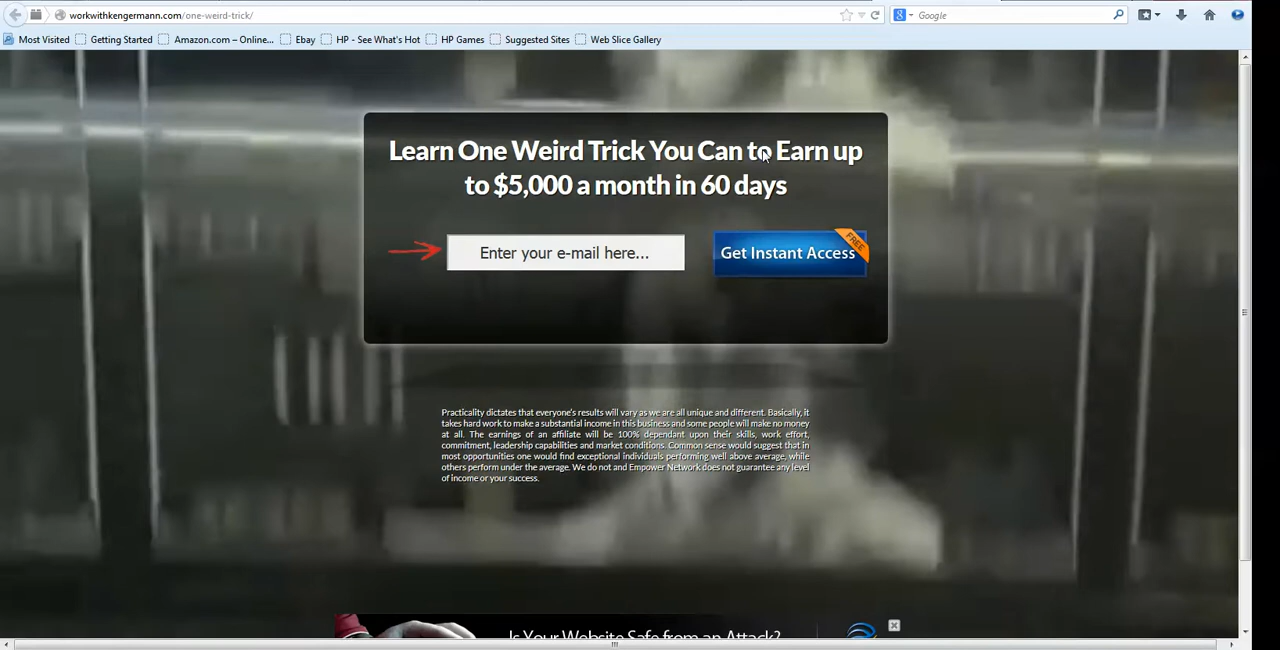 workwithkengermann.com/one-weird-trick/
Google
Most Visited Getting Started Amazon.com – Online... Ebay HP - See What's Hot HP Games Suggested Sites Web Slice Gallery
Learn One Weird Trick You Can to Earn up
to $5,000 a month in 60 days
Enter your e-mail here...
Get Instant Access
FREE
Practicality dictates that everyone's results will vary as we are all unique and different. Basically, it
takes hard work to make a substantial income in this business and some people will make no money
at all. The earnings of an affiliate will be 100% dependant upon their skills, work effort,
commitment, leadership capabilities and market conditions. Common sense would suggest that in
most opportunities one would find exceptional individuals performing well above average, while
others perform under the average. We do not and Empower Network does not guarantee any level
of income or your success.
Is Your Website Safe from an Attack?